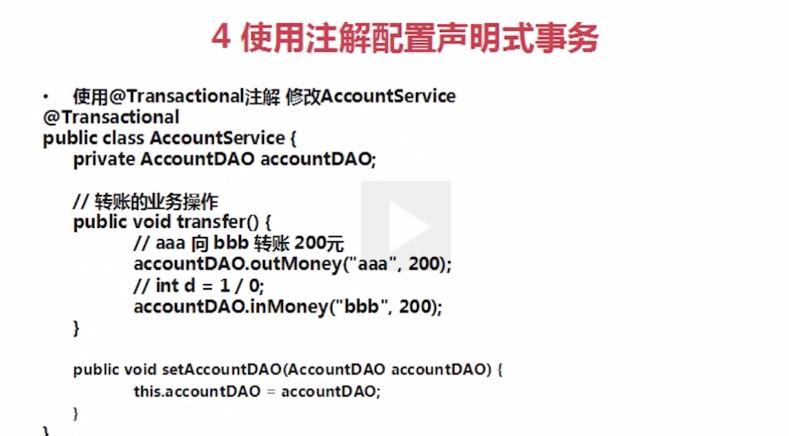 4 使用注解配置声明式事务
• 使用@Transactional注解 修改AccountService
@Transactional
public class AccountService {
private AccountDAO accountDAO;
// 转账的业务操作
public void transfer() {
// aaa 向 bbb 转账 200元
accountDAO.outMoney("aaa", 200);
// int d = 1 / 0;
accountDAO.inMoney("bbb", 200);
}
public void setAccountDAO(AccountDAO accountDAO) {
this.accountDAO = accountDAO;
}
}